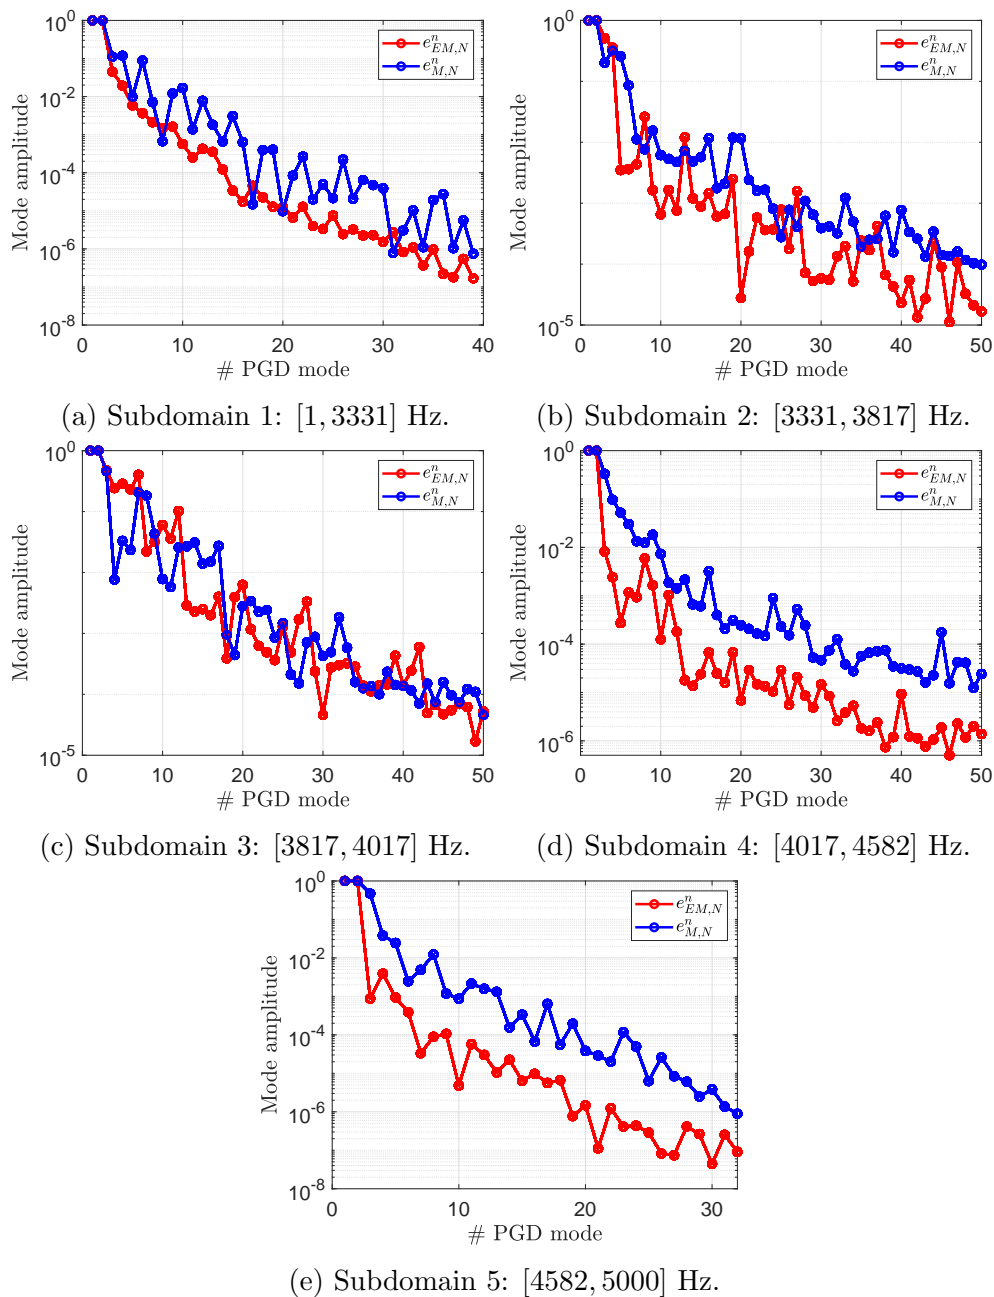 10^0
10^-2
10^-4
10^-6
10^-8
Mode amplitude
e^n_{EM,N}
e^n_{M,N}
0 10 20 30 40
# PGD mode
(a) Subdomain 1: [1, 3331] Hz.
10^0
10^-5
Mode amplitude
e^n_{EM,N}
e^n_{M,N}
0 10 20 30 40 50
# PGD mode
(b) Subdomain 2: [3331, 3817] Hz.
10^0
10^-5
Mode amplitude
e^n_{EM,N}
e^n_{M,N}
0 10 20 30 40 50
# PGD mode
(c) Subdomain 3: [3817, 4017] Hz.
10^0
10^-2
10^-4
10^-6
Mode amplitude
e^n_{EM,N}
e^n_{M,N}
0 10 20 30 40 50
# PGD mode
(d) Subdomain 4: [4017, 4582] Hz.
10^0
10^-2
10^-4
10^-6
10^-8
Mode amplitude
e^n_{EM,N}
e^n_{M,N}
0 10 20 30
# PGD mode
(e) Subdomain 5: [4582, 5000] Hz.